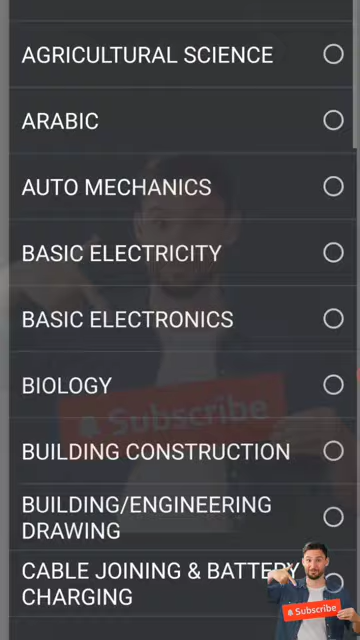 AGRICULTURAL SCIENCE
ARABIC
AUTO MECHANICS
BASIC ELECTRICITY
BASIC ELECTRONICS
BIOLOGY
Subscribe
BUILDING CONSTRUCTION
BUILDING/ENGINEERING
DRAWING
CABLE JOINING & BATTERY
CHARGING
Subscribe